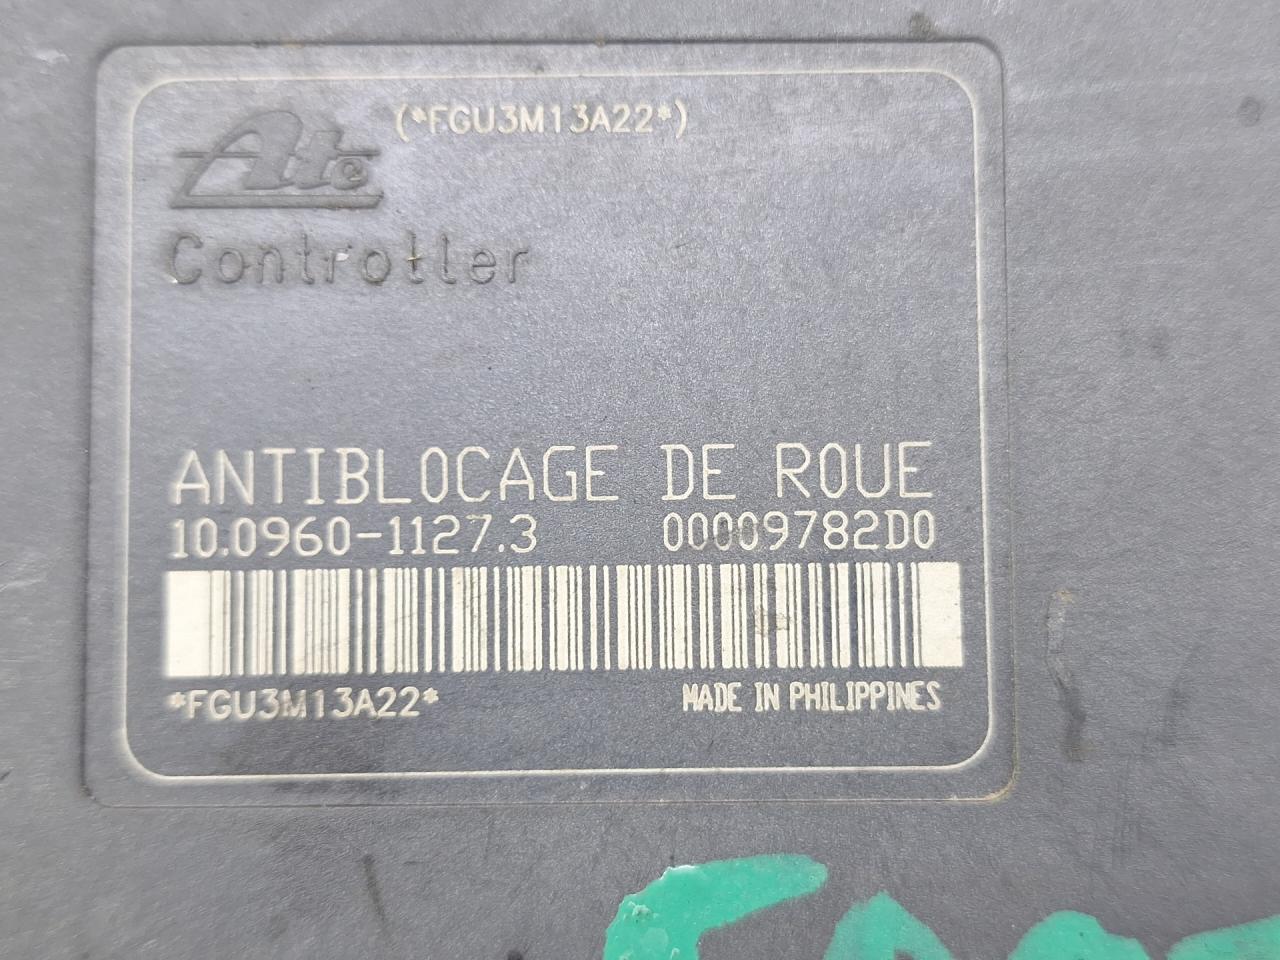 (*FGU3M13A22*)
Ate
Controller
ANTIBLOCAGE DE ROUE
10.0960-1127.3 00009782D0
*FGU3M13A22*
MADE IN PHILIPPINES